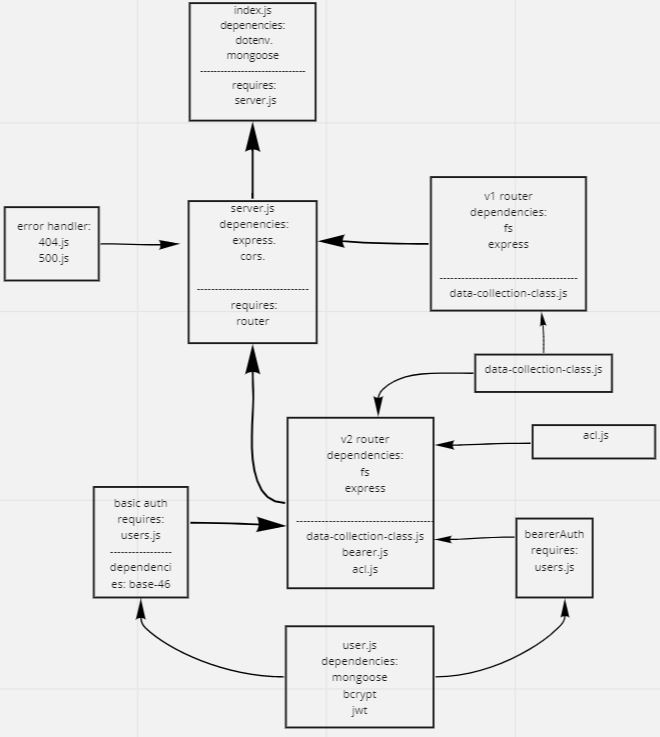 index.js
depenencies:
dotenv.
mongoose
requires:
server.js
error handler:
404.js
500.js
server.js
depenencies:
express.
cors.
requires:
router
v1 router
dependencies:
fs
express
data-collection-class.js
data-collection-class.js
acl.js
v2 router
dependencies:
fs
express
data-collection-class.js
bearer.js
acl.js
basic auth
requires:
users.js
dependenci
es: base-46
bearerAuth
requires:
users.js
user.js
dependencies:
mongoose
bcrypt
jwt